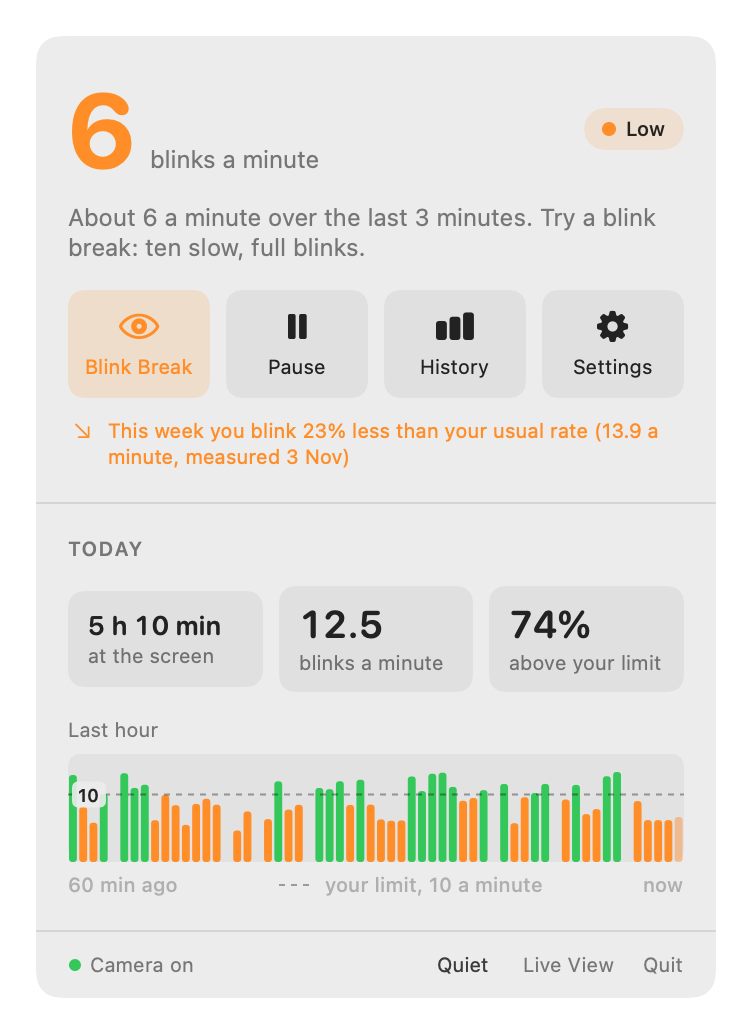 6 blinks a minute
Low
About 6 a minute over the last 3 minutes. Try a blink
break: ten slow, full blinks.
Blink Break
Pause
History
Settings
This week you blink 23% less than your usual rate (13.9 a
minute, measured 3 Nov)
TODAY
5 h 10 min
at the screen
12.5
blinks a minute
74%
above your limit
Last hour
10
60 min ago
your limit, 10 a minute
now
Camera on
Quiet
Live View
Quit